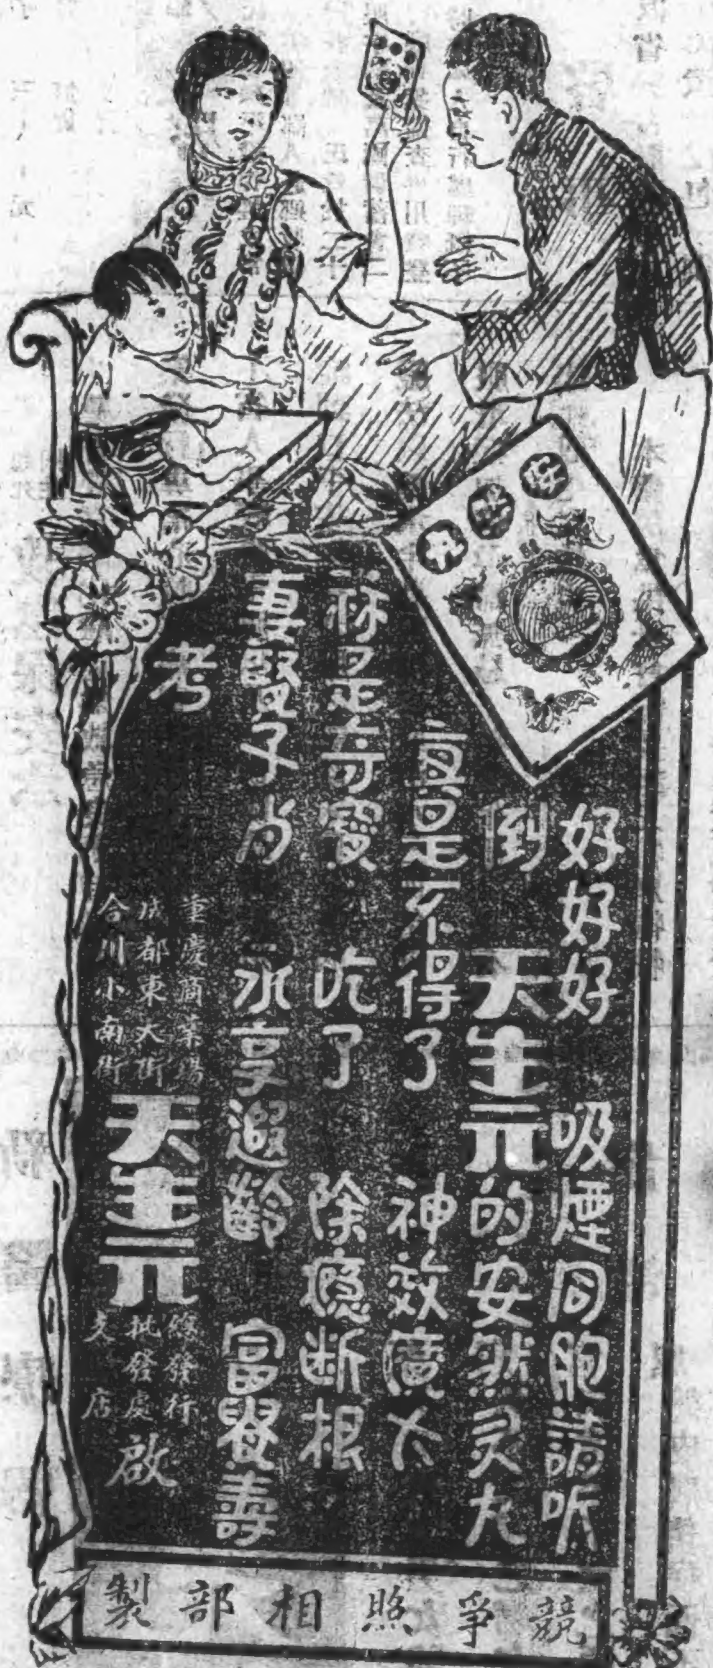 好好好 吸煙同胞請听
倒 天生元的安然灵丸
真是不得了 神效廣大
葯是奇寶 吃了 除癮断根
妻賢子肖 永享遐齡 富貴壽
考
重慶商業場
成都東大街
合川小南街
天生元
總發行
批發處
支店
啟
競爭照相部製